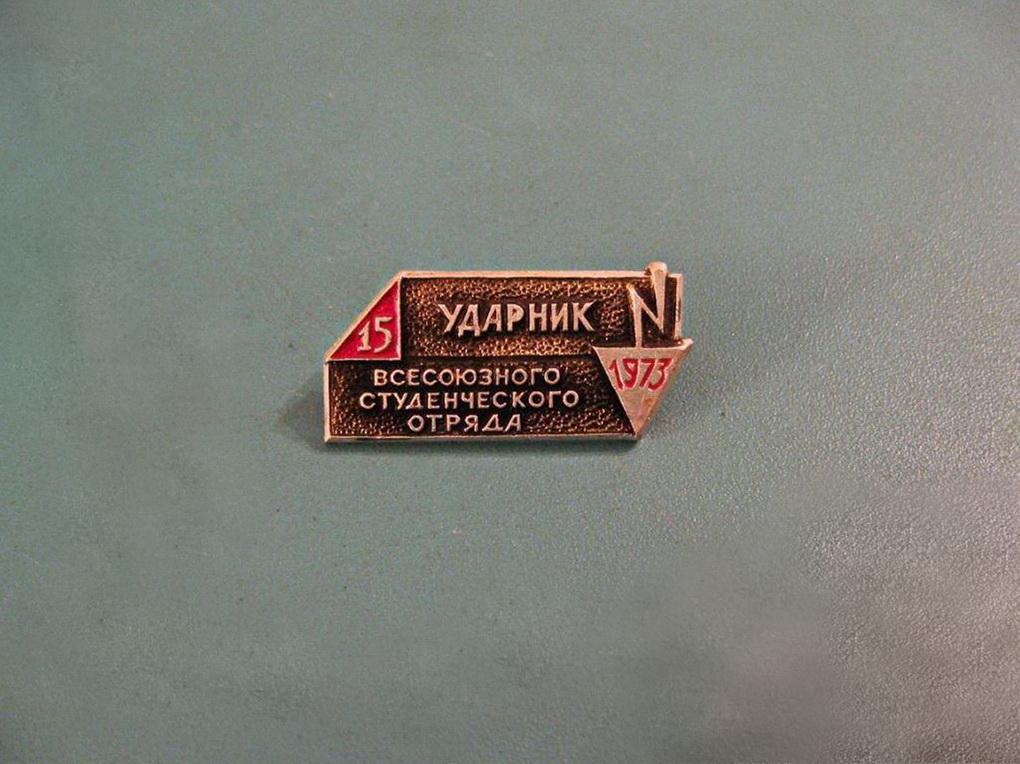 15
УДАРНИК
1973
ВСЕСОЮЗНОГО
СТУДЕНЧЕСКОГО
ОТРЯДА